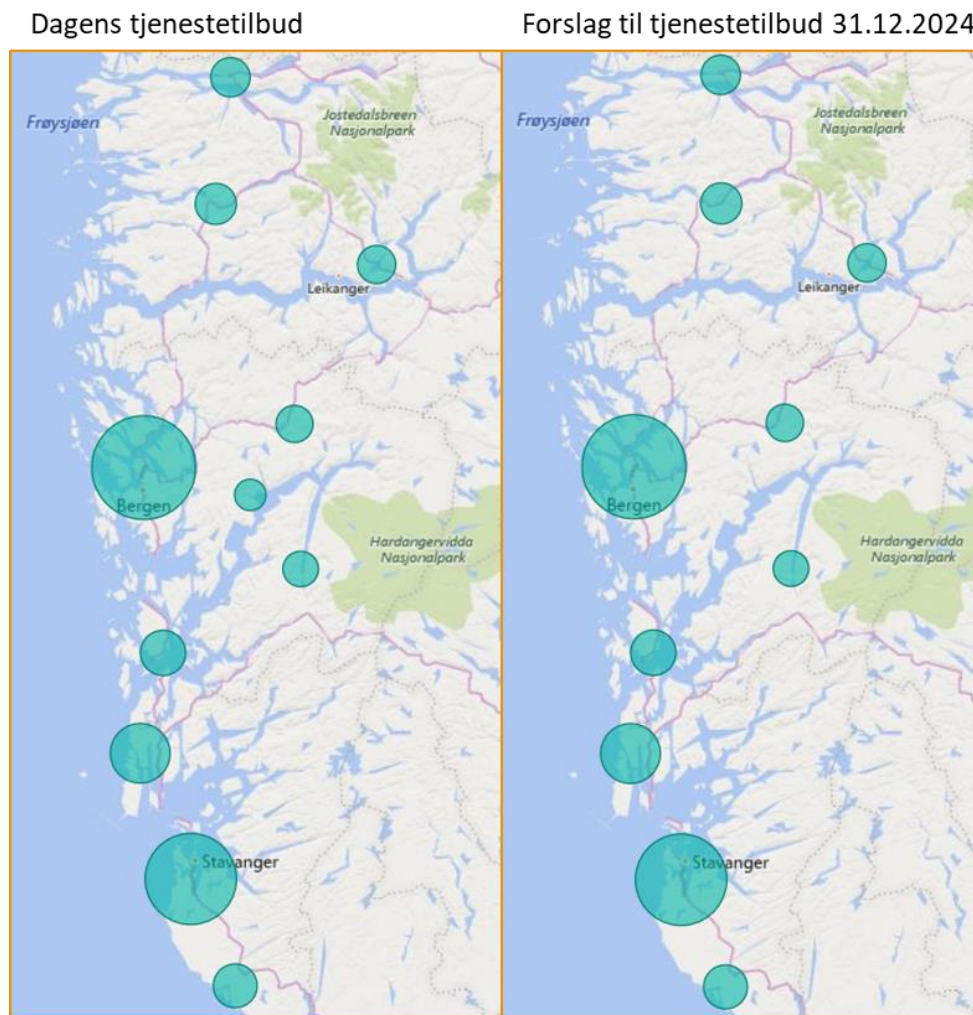 Dagens tjenestetilbud
Forslag til tjenestetilbud 31.12.2024
Frøysjøen
Jostedalsbreen
Nasjonalpark
Leikanger
Bergen
Hardangervidda
Nasjonalpark
Stavanger
Frøysjøen
Jostedalsbreen
Nasjonalpark
Leikanger
Bergen
Hardangervidda
Nasjonalpark
Stavanger